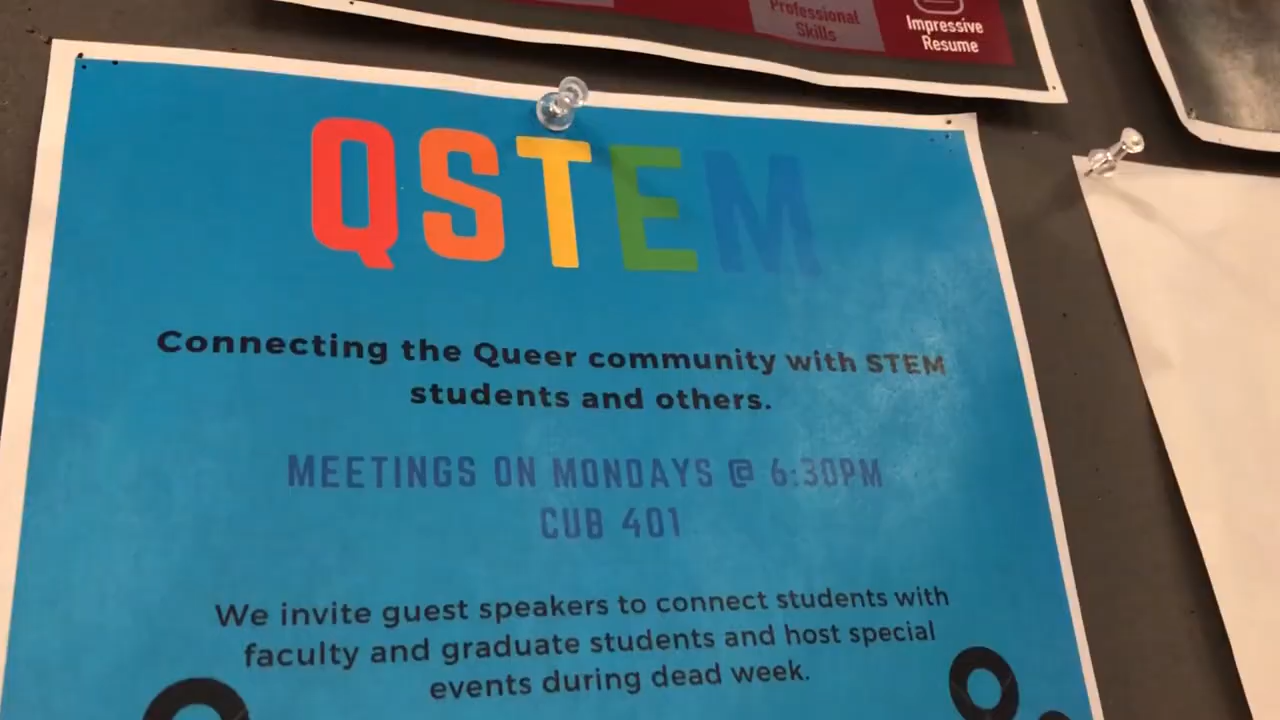 Professional
Skills
Impressive
Resume
QSTEM
Connecting the Queer community with STEM
students and others.
MEETINGS ON MONDAYS @ 6:30PM
CUB 401
We invite guest speakers to connect students with
faculty and graduate students and host special
events during dead week.